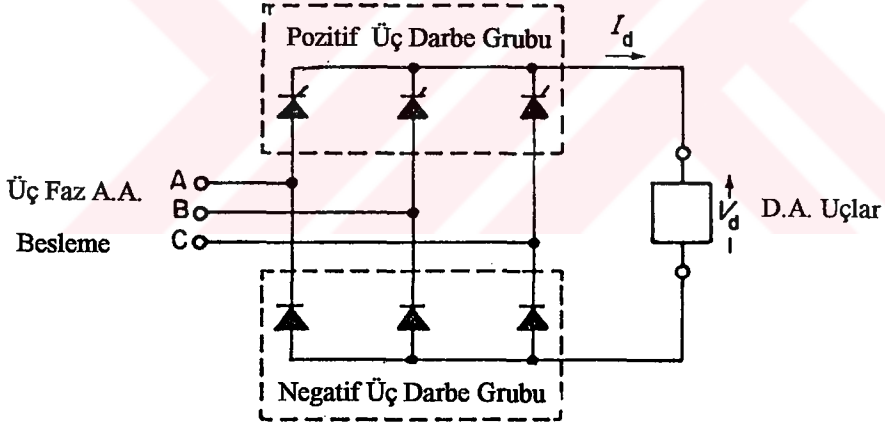 Pozitif Üç Darbe Grubu
I_d
Üç Faz A.A.
A
B
Besleme
C
V_d
D.A. Uçlar
Negatif Üç Darbe Grubu